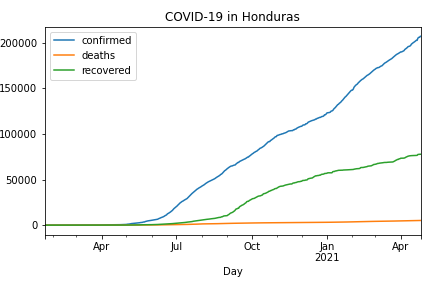 COVID-19 in Honduras
confirmed
deaths
recovered
200000
150000
100000
50000
0
Apr Jul Oct Jan Apr
2021
Day